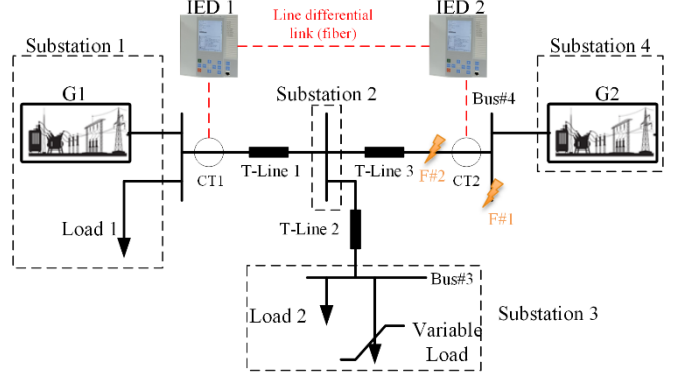 IED 1
IED 2
Line differential
link (fiber)
Substation 1
Substation 4
G1
Substation 2
Bus#4
G2
CT1
T-Line 1
T-Line 3
F#2
CT2
F#1
Load 1
T-Line 2
Bus#3
Load 2
Variable
Load
Substation 3